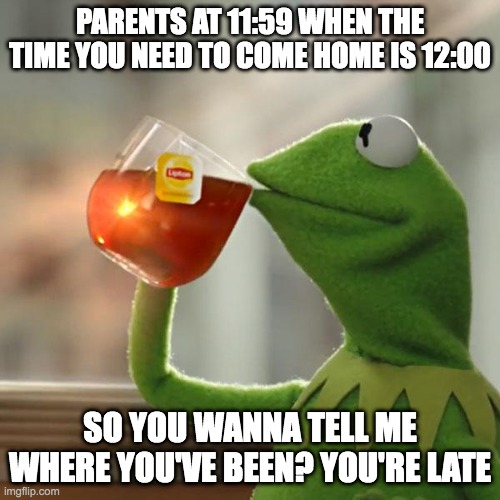 PARENTS AT 11:59 WHEN THE
TIME YOU NEED TO COME HOME IS 12:00
Lipton
SO YOU WANNA TELL ME
WHERE YOU'VE BEEN? YOU'RE LATE
imgflip.com